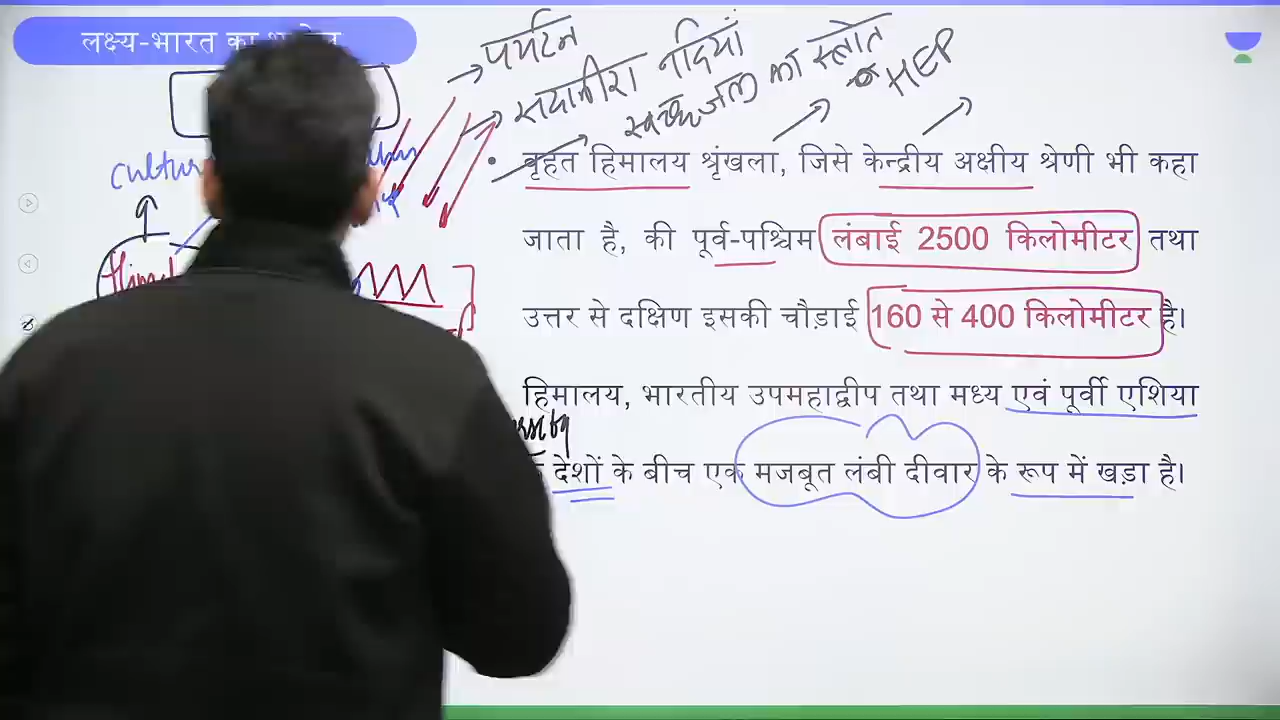 लक्ष्य-भारत का
पर्यटन
सदानीरा नदियाँ
स्वच्छ जल का स्त्रोत
HEP
cultur
• वृहत हिमालय श्रृंखला, जिसे केन्द्रीय अक्षीय श्रेणी भी कहा
जाता है, की पूर्व-पश्चिम लंबाई 2500 किलोमीटर तथा
उत्तर से दक्षिण इसकी चौड़ाई 160 से 400 किलोमीटर है।
हिमालय, भारतीय उपमहाद्वीप तथा मध्य एवं पूर्वी एशिया
देशों के बीच एक मजबूत लंबी दीवार के रूप में खड़ा है।